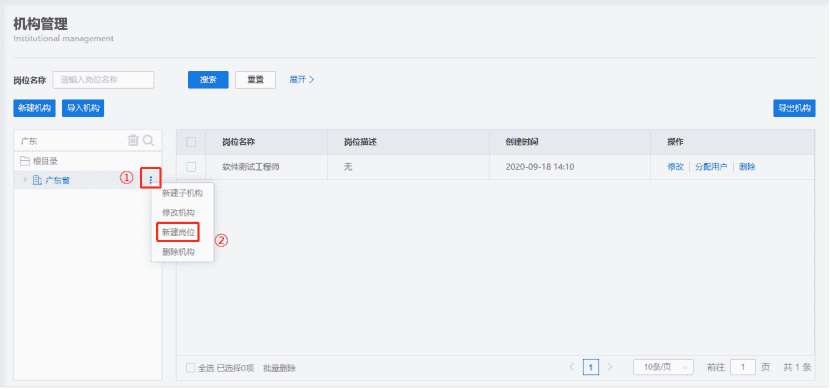 机构管理
Institutional management
岗位名称 请输入岗位名称 搜索 重置 展开
新建机构 导入机构 导出机构
广东
根目录
广东省
①
新建子机构
修改机构
新建岗位
②
删除机构
岗位名称 岗位描述 创建时间 操作
软件测试工程师 无 2020-09-18 14:10 修改 分配用户 删除
全选 已选择0项 批量删除 1 10条/页 前往 1 页 共 1 条